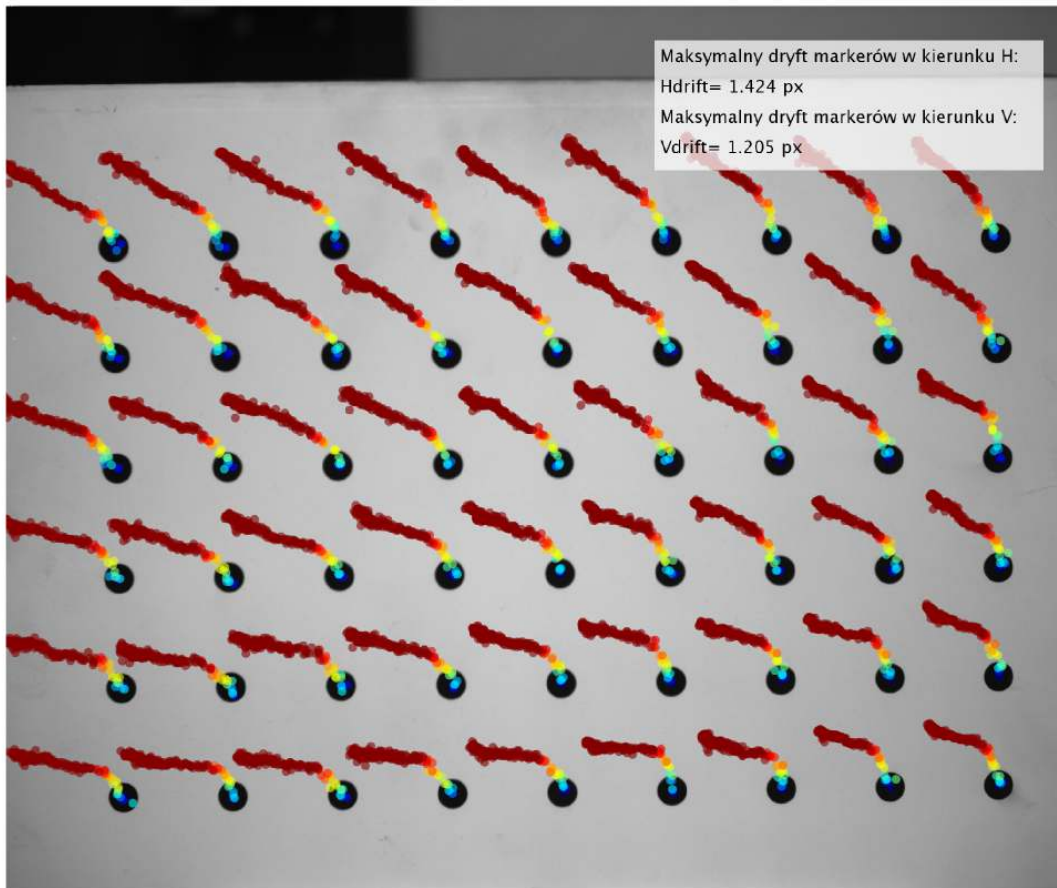 Maksymalny dryft markerów w kierunku H:
Hdrift= 1.424 px
Maksymalny dryft markerów w kierunku V:
Vdrift= 1.205 px